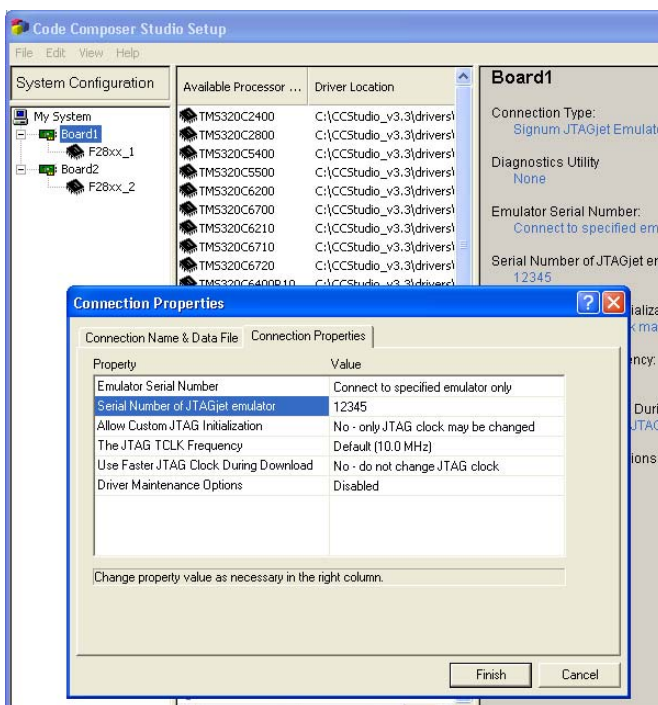 Code Composer Studio Setup
File Edit View Help
System Configuration
My System
Board1
F28xx_1
Board2
F28xx_2
Available Processor ... Driver Location
TMS320C2400 C:\CCStudio_v3.3\drivers\
TMS320C2800 C:\CCStudio_v3.3\drivers\
TMS320C5400 C:\CCStudio_v3.3\drivers\
TMS320C5500 C:\CCStudio_v3.3\drivers\
TMS320C6200 C:\CCStudio_v3.3\drivers\
TMS320C6700 C:\CCStudio_v3.3\drivers\
TMS320C6210 C:\CCStudio_v3.3\drivers\
TMS320C6710 C:\CCStudio_v3.3\drivers\
TMS320C6720 C:\CCStudio_v3.3\drivers\
TMS320C6400R10 C:\CCStudio_v3.3\drivers\
Board1
Connection Type:
Signum JTAGjet Emulato
Diagnostics Utility
None
Emulator Serial Number:
Connect to specified em
Serial Number of JTAGjet er
12345
Connection Properties
Connection Name & Data File Connection Properties
Property Value
Emulator Serial Number Connect to specified emulator only
Serial Number of JTAGjet emulator 12345
Allow Custom JTAG Initialization No - only JTAG clock may be changed
The JTAG TCLK Frequency Default (10.0 MHz)
Use Faster JTAG Clock During Download No - do not change JTAG clock
Driver Maintenance Options Disabled
Change property value as necessary in the right column.
Finish Cancel